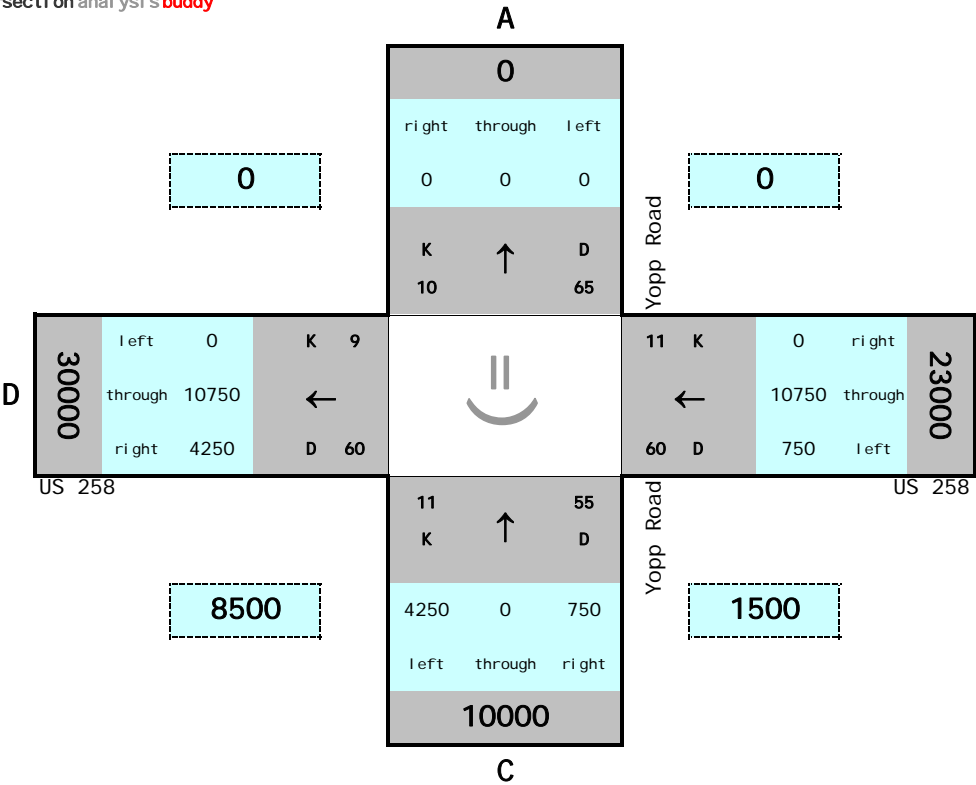 section analysis buddy
A
0
right through left
0 0 0
0
0
K D
10 65
Yopp Road
30000
left 0
K 9
11 K
0 right
D
through 10750
10750 through
23000
right 4250
D 60
60 D
750 left
US 258
US 258
11 55
K D
Yopp Road
8500
4250 0 750
1500
left through right
10000
C